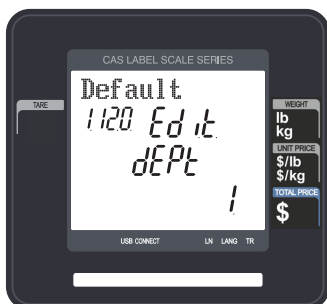 CAS LABEL SCALE SERIES
Default
1120 Edit
dEPt
1
TARE
WEIGHT
lb
kg
UNIT PRICE
$/lb
$/kg
TOTAL PRICE
$
USB CONNECT LN LANG TR